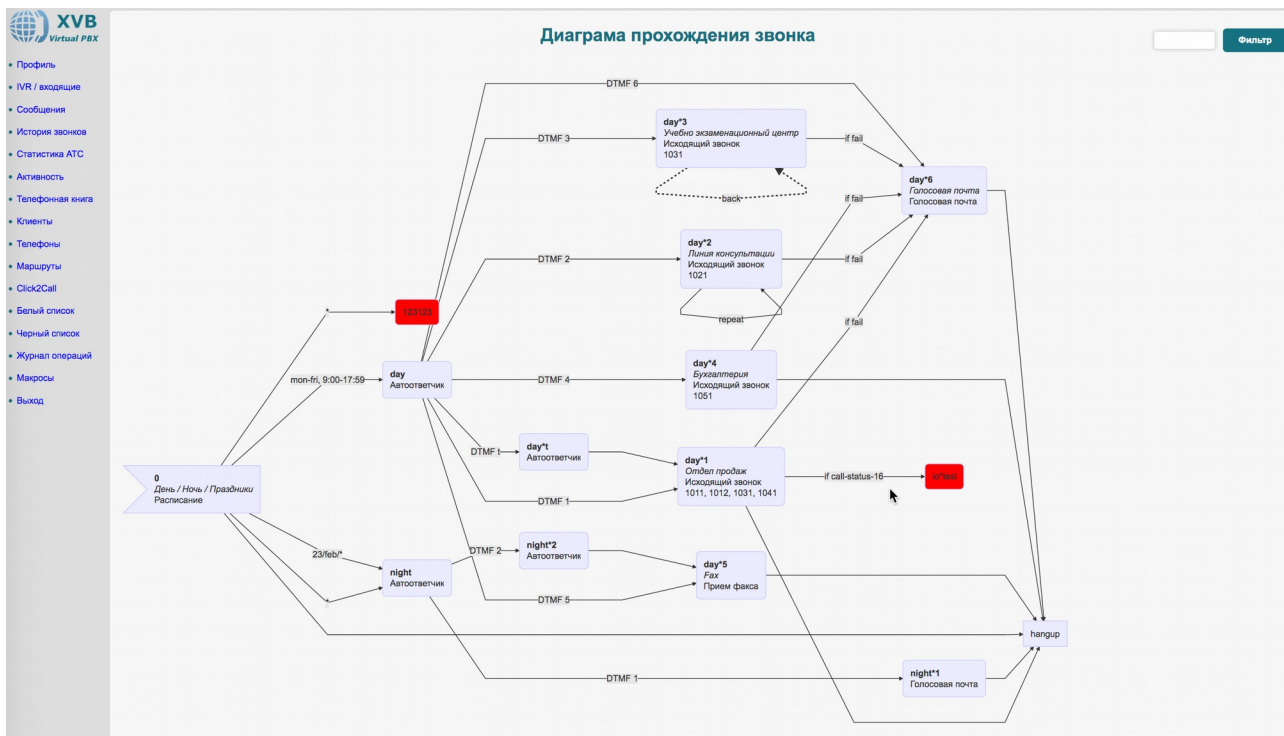 XVB
Virtual PBX
Диаграма прохождения звонка
Фильтр
Профиль
IVR / входящие
Сообщения
История звонков
Статистика АТС
Активность
Телефонная книга
Клиенты
Телефоны
Маршруты
Click2Call
Белый список
Черный список
Журнал операций
Макросы
Выход
DTMF 6
day*3
Учебно экзаменационный центр
Исходящий звонок
1031
DTMF 3
if fail
back
day*6
Голосовая почта
Голосовая почта
if fail
day*2
Линия консультации
Исходящий звонок
1021
DTMF 2
if fail
repeat
*
123123
if fail
mon-fri, 9:00-17:59
day
Автоответчик
DTMF 4
day*4
Бухгалтерия
Исходящий звонок
1051
DTMF t
day*t
Автоответчик
day*1
Отдел продаж
Исходящий звонок
1011, 1012, 1031, 1041
if call-status-16
DTMF 1
0
День / Ночь / Праздники
Расписание
23/feb/*
night
Автоответчик
DTMF 2
night*2
Автоответчик
day*5
Fax
Прием факса
DTMF 5
hangup
DTMF 1
night*1
Голосовая почта